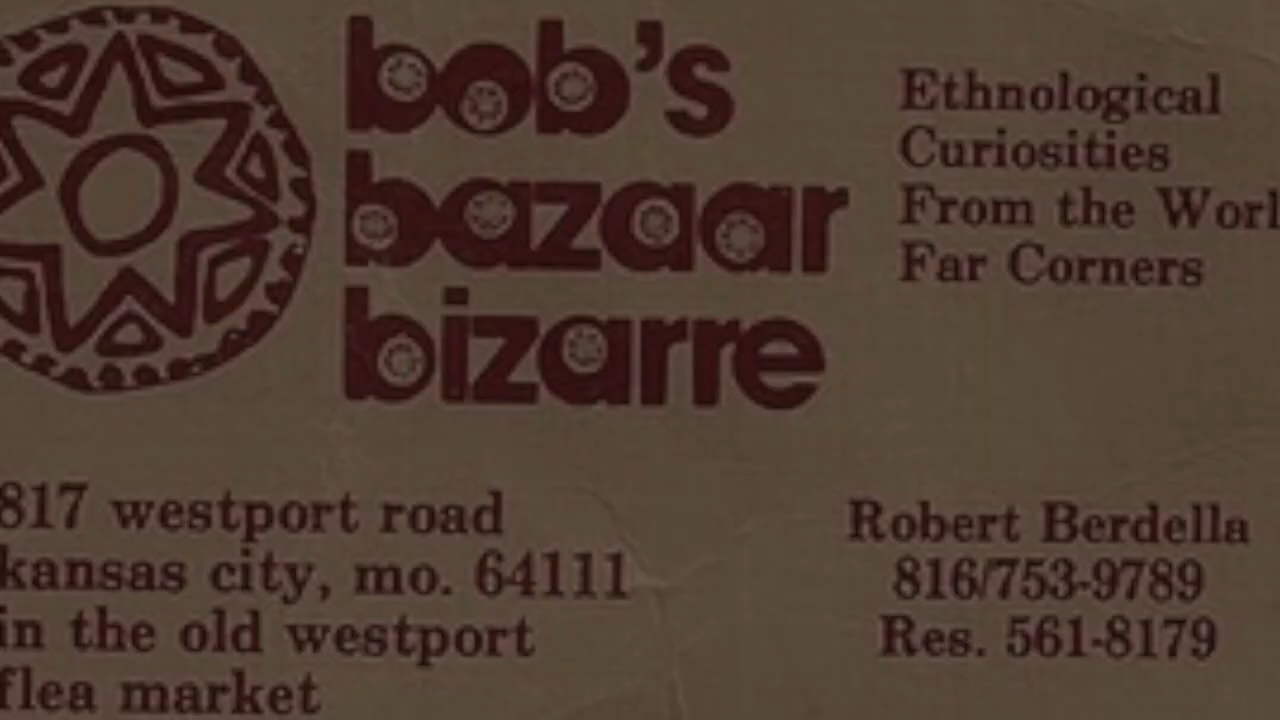 bob's
bazaar
bizarre
Ethnological
Curiosities
From the Worl
Far Corners
817 westport road
kansas city, mo. 64111
in the old westport
flea market
Robert Berdella
816/753-9789
Res. 561-8179